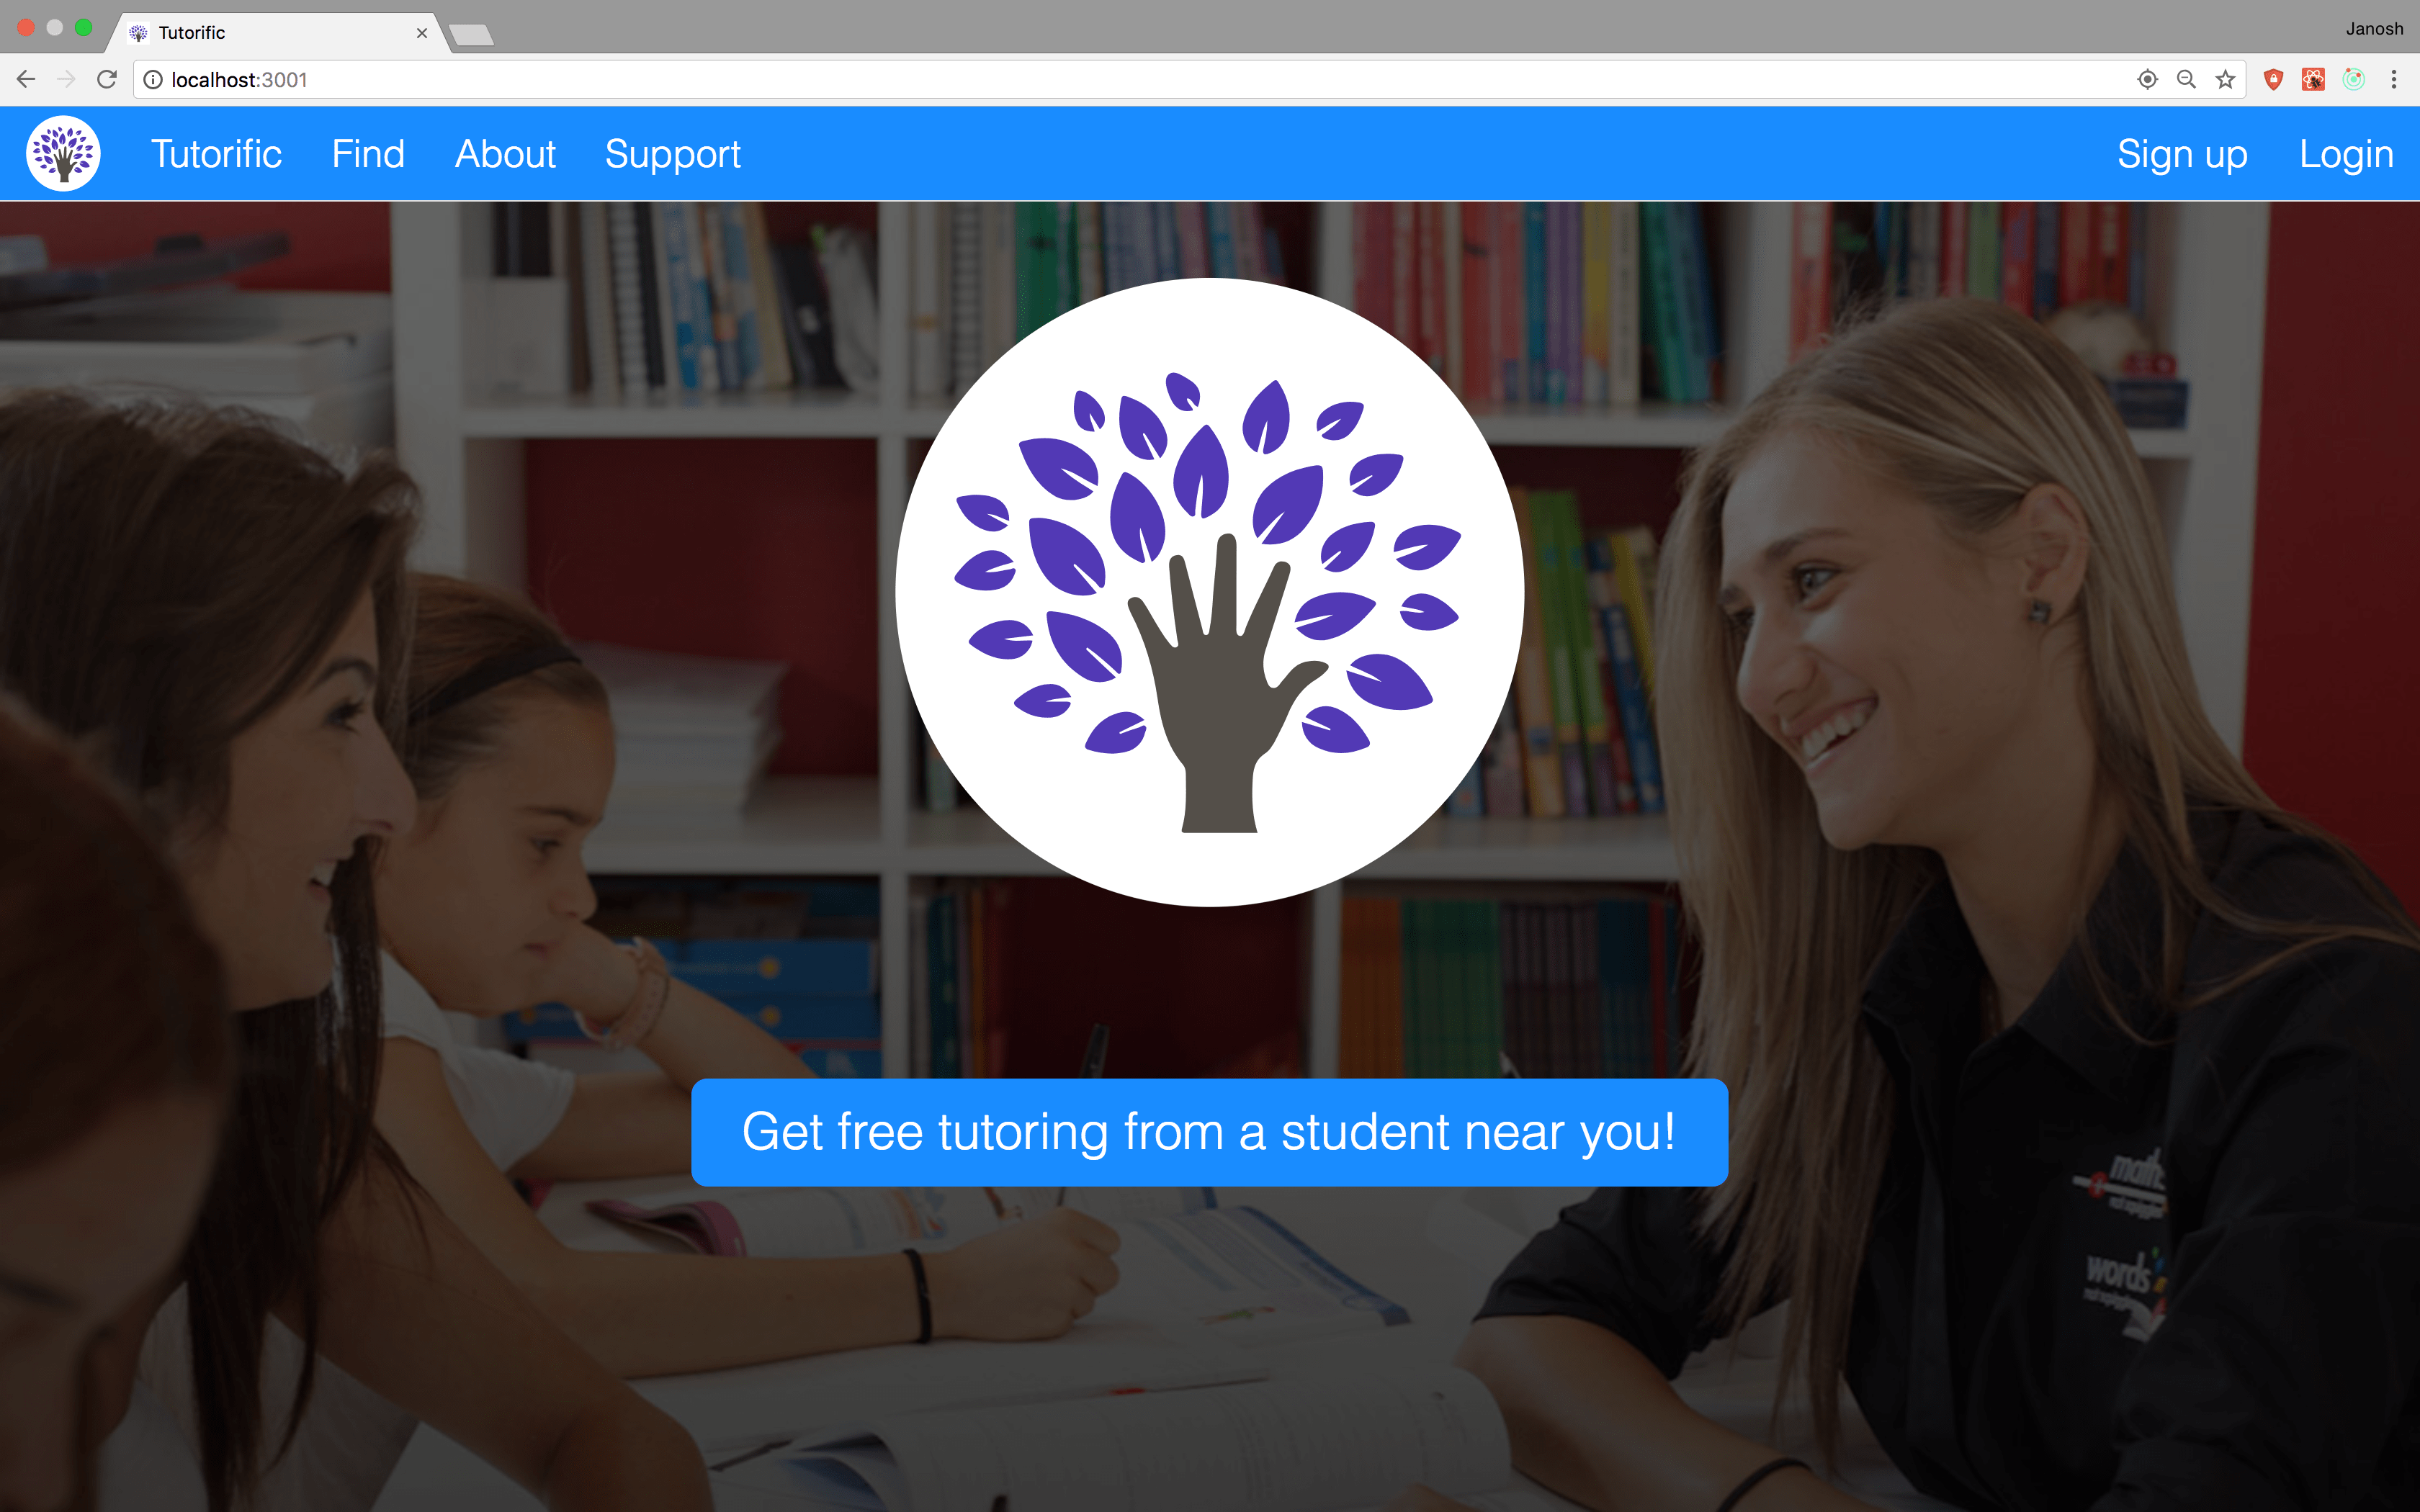 Tutorific
Janosh
localhost:3001
Tutorific Find About Support Sign up Login
Get free tutoring from a student near you!
math
words